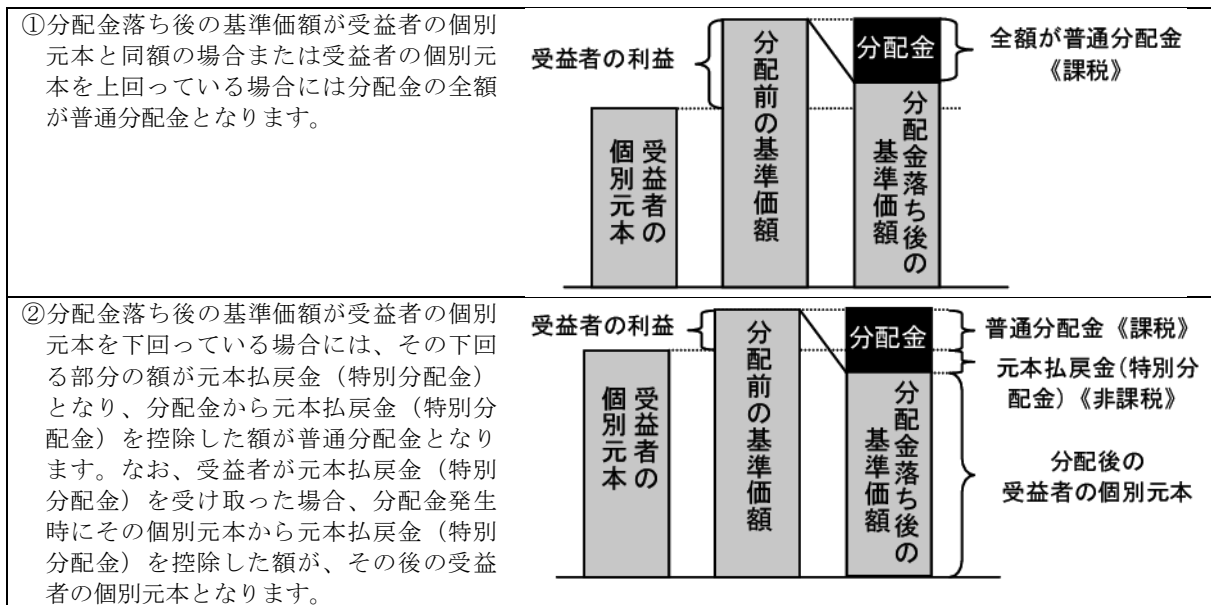 ①分配金落ち後の基準価額が受益者の個別
元本と同額の場合または受益者の個別元
本を上回っている場合には分配金の全額
が普通分配金となります。
受益者の利益
受益者の
個別元本
分配前の基準価額
分配金
分配金落ち後の
基準価額
全額が普通分配金
《課税》
②分配金落ち後の基準価額が受益者の個別
元本を下回っている場合には、その下回
る部分の額が元本払戻金（特別分配金）
となり、分配金から元本払戻金（特別分
配金）を控除した額が普通分配金となり
ます。なお、受益者が元本払戻金（特別
分配金）を受け取った場合、分配金発生
時にその個別元本から元本払戻金（特別
分配金）を控除した額が、その後の受益
者の個別元本となります。
受益者の利益
受益者の
個別元本
分配前の基準価額
分配金
分配金落ち後の
基準価額
普通分配金《課税》
元本払戻金（特別分
配金）《非課税》
分配後の
受益者の個別元本